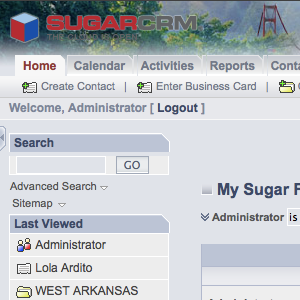 SUGARCRM
Home Calendar Activities Reports Conta
Create Contact Enter Business Card
Welcome, Administrator [ Logout ]
Search
GO
Advanced Search
Sitemap
My Sugar
Administrator is
Last Viewed
Administrator
Lola Ardito
WEST ARKANSAS